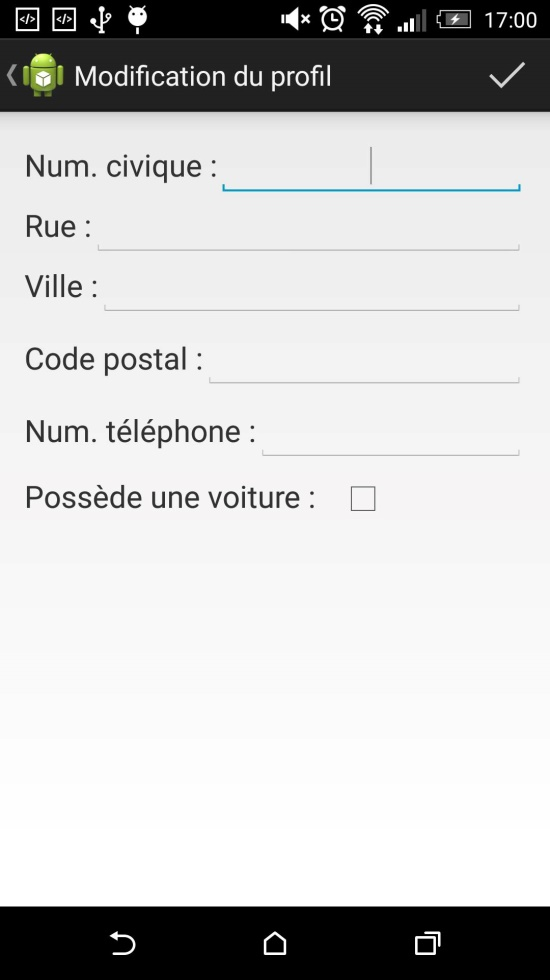 17:00
Modification du profil
Num. civique :
Rue :
Ville :
Code postal :
Num. téléphone :
Possède une voiture :